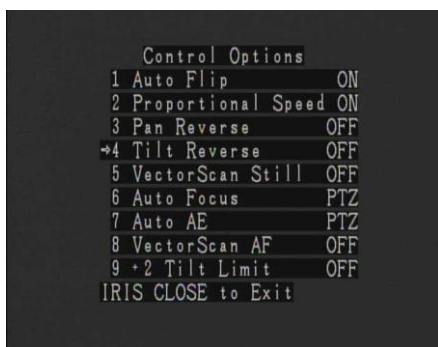 Control Options
1 Auto Flip ON
2 Proportional Speed ON
3 Pan Reverse OFF
⇒4 Tilt Reverse OFF
5 VectorScan Still OFF
6 Auto Focus PTZ
7 Auto AE PTZ
8 VectorScan AF OFF
9 +2 Tilt Limit OFF
IRIS CLOSE to Exit